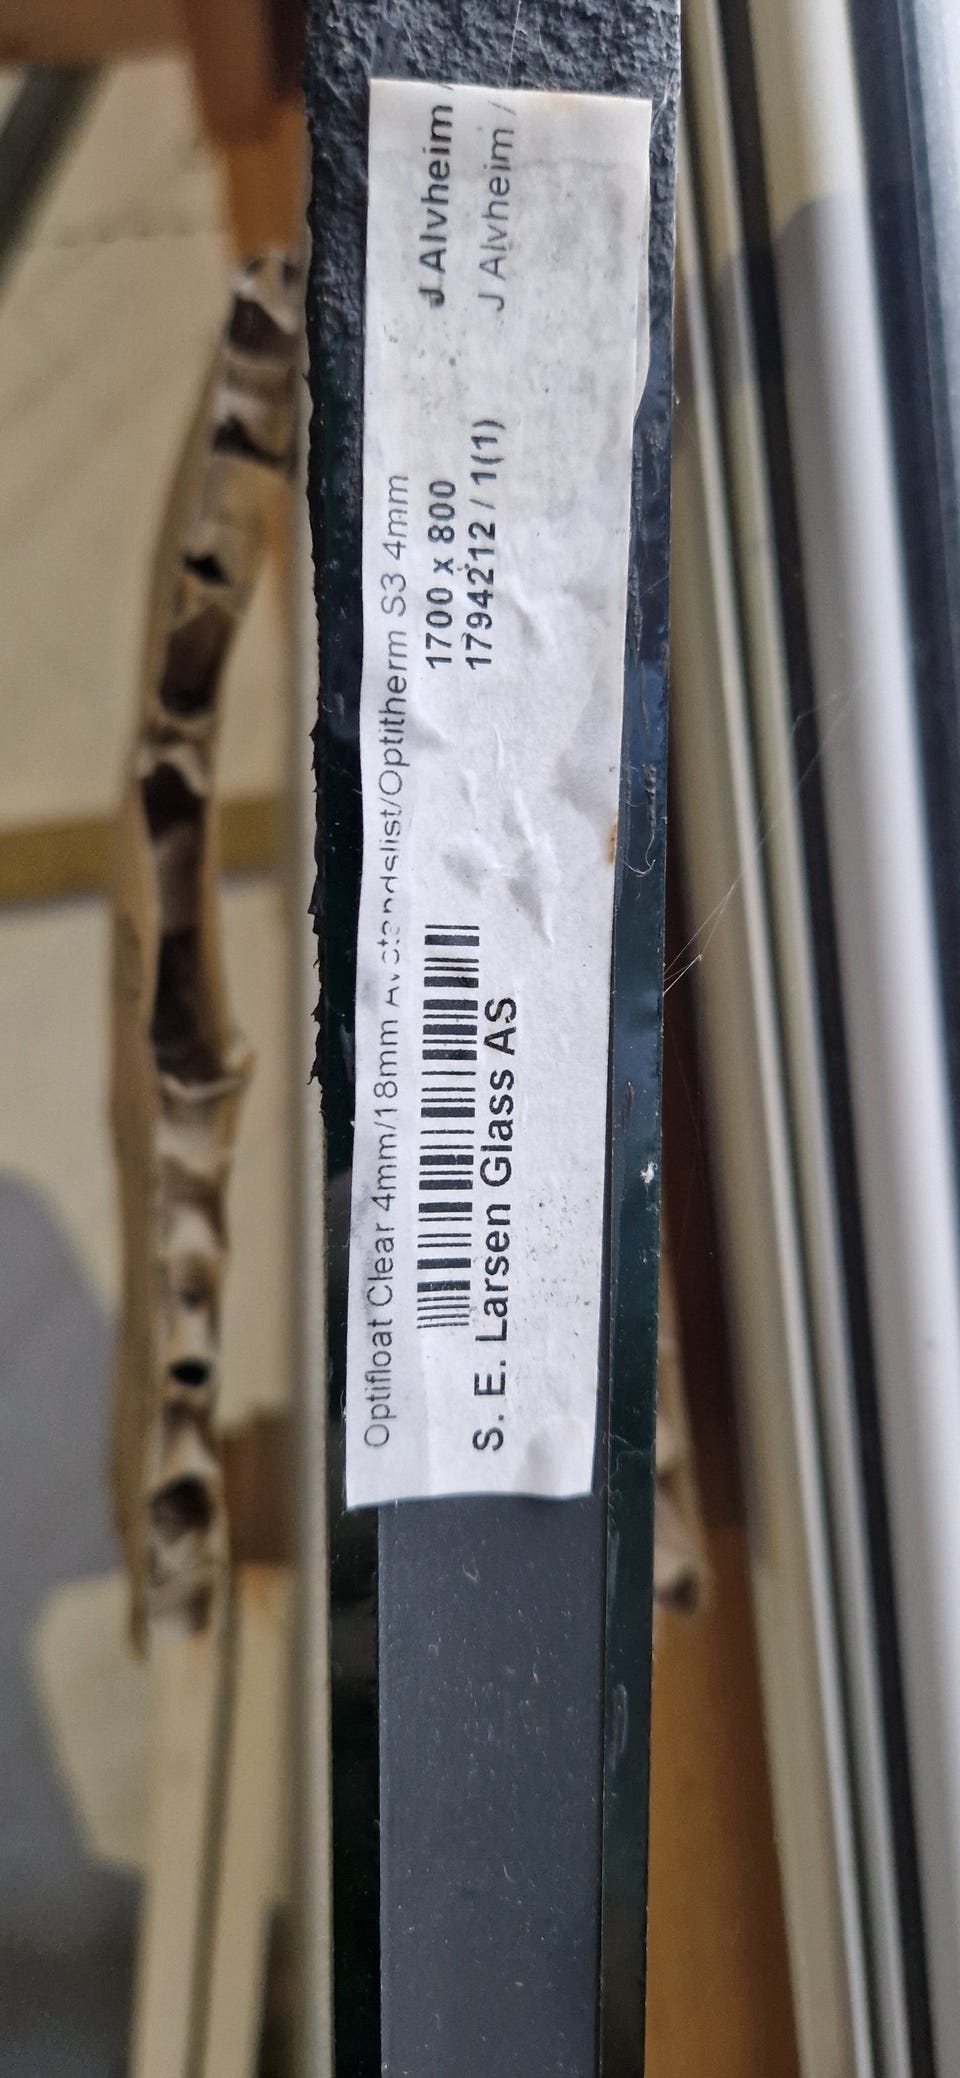 Optifloat Clear 4mm/18mm Avstandslist/Optitherm S3 4mm
1700 x 800 J.Alvheim /
1794212 / 1(1) J Alvheim /
S. E. Larsen Glass AS